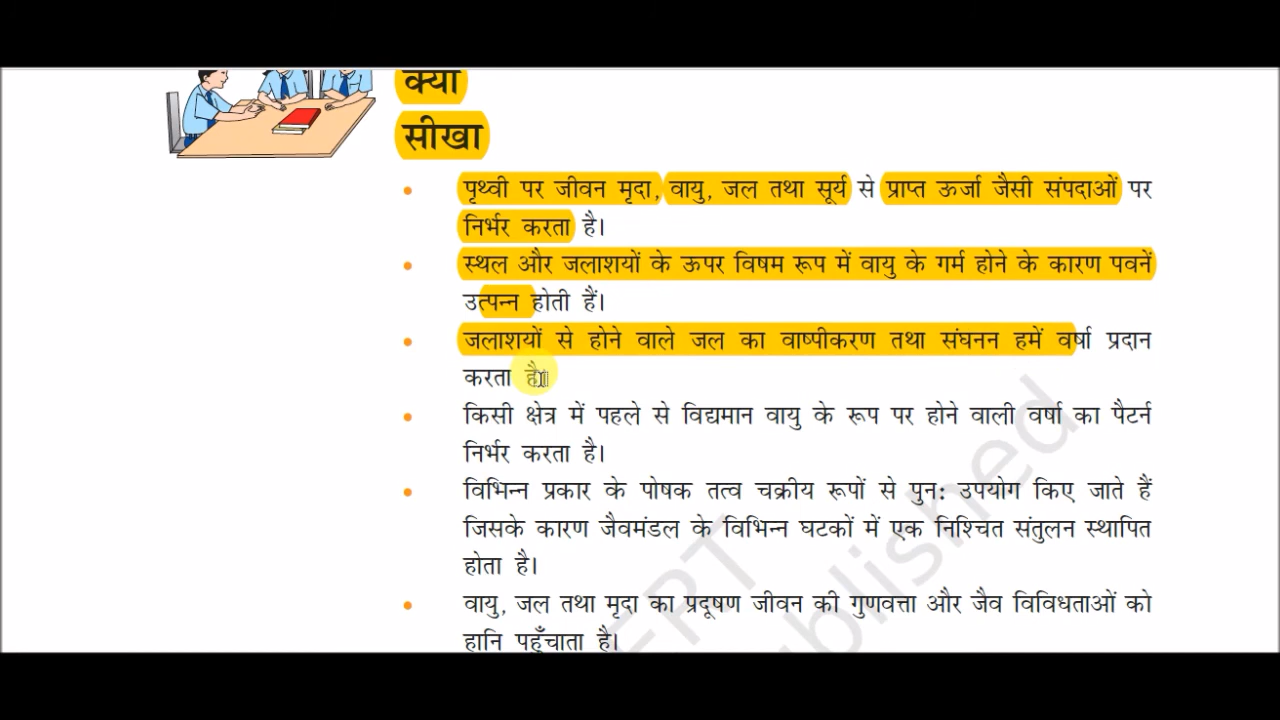 क्या
सीखा
• पृथ्वी पर जीवन मृदा, वायु, जल तथा सूर्य से प्राप्त ऊर्जा जैसी संपदाओं पर
निर्भर करता है।
• स्थल और जलाशयों के ऊपर विषम रूप में वायु के गर्म होने के कारण पवनें
उत्पन्न होती हैं।
• जलाशयों से होने वाले जल का वाष्पीकरण तथा संघनन हमें वर्षा प्रदान
करता है।
• किसी क्षेत्र में पहले से विद्यमान वायु के रूप पर होने वाली वर्षा का पैटर्न
निर्भर करता है।
• विभिन्न प्रकार के पोषक तत्व चक्रीय रूपों से पुन: उपयोग किए जाते हैं
जिसके कारण जैवमंडल के विभिन्न घटकों में एक निश्चित संतुलन स्थापित
होता है।
• वायु, जल तथा मृदा का प्रदूषण जीवन की गुणवत्ता और जैव विविधताओं को
हानि पहुँचाता है।